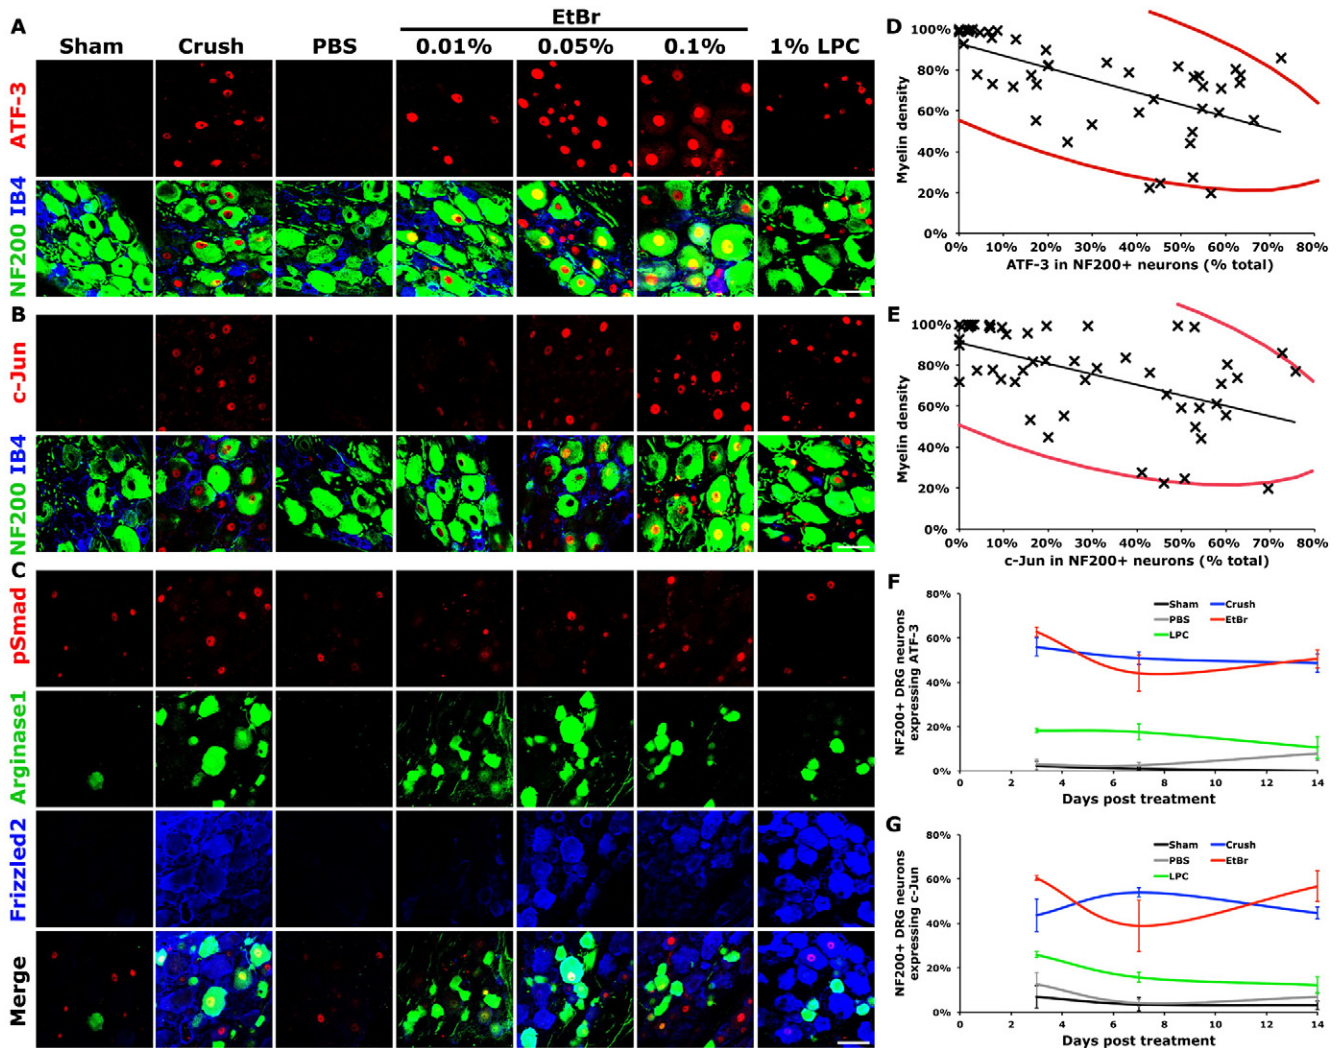 A
EtBr
Sham Crush PBS 0.01% 0.05% 0.1% 1% LPC
ATF-3
NF200 IB4
B
c-Jun
NF200 IB4
C
pSmad
Arginase1
Frizzled2
Merge
D
100%
80%
60%
40%
20%
0%
Myelin density
0% 10% 20% 30% 40% 50% 60% 70% 80%
ATF-3 in NF200+ neurons (% total)
E
100%
80%
60%
40%
20%
0%
Myelin density
0% 10% 20% 30% 40% 50% 60% 70% 80%
c-Jun in NF200+ neurons (% total)
F
80%
60%
40%
20%
0%
NF200+ DRG neurons
expressing ATF-3
Sham Crush
PBS EtBr
LPC
0 2 4 6 8 10 12 14
Days post treatment
G
80%
60%
40%
20%
0%
NF200+ DRG neurons
expressing c-Jun
Sham Crush
PBS EtBr
LPC
0 2 4 6 8 10 12 14
Days post treatment